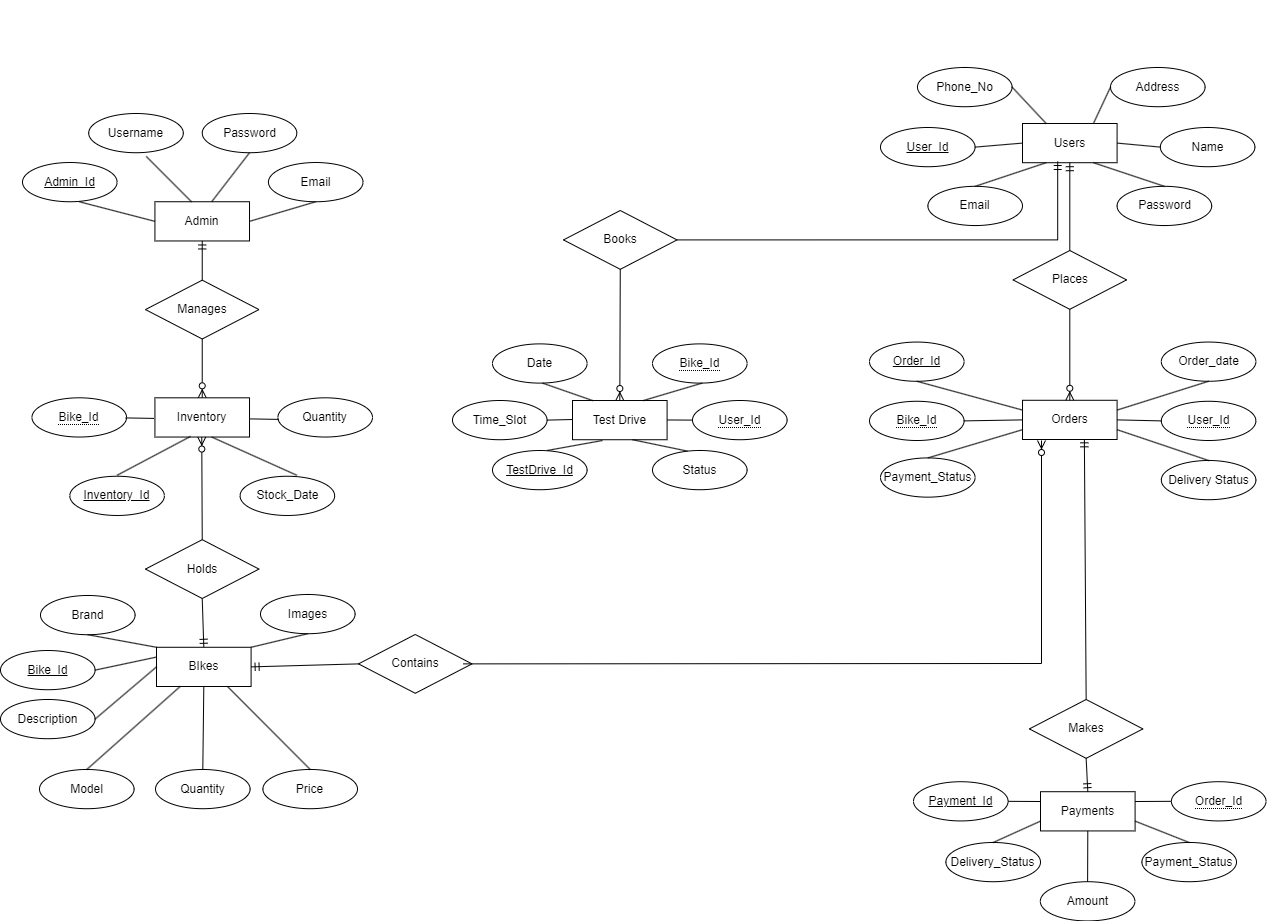 Phone_No
Address
Username
Password
User_Id
Users
Name
Admin_Id
Email
Email
Password
Admin
Books
Places
Manages
Date
Bike_Id
Order_Id
Order_date
Bike_Id
Inventory
Quantity
Time_Slot
Test Drive
User_Id
Bike_Id
Orders
User_Id
TestDrive_Id
Status
Payment_Status
Delivery Status
Inventory_Id
Stock_Date
Holds
Brand
Images
Bike_Id
BIkes
Contains
Description
Makes
Model
Quantity
Price
Payment_Id
Payments
Order_Id
Delivery_Status
Payment_Status
Amount